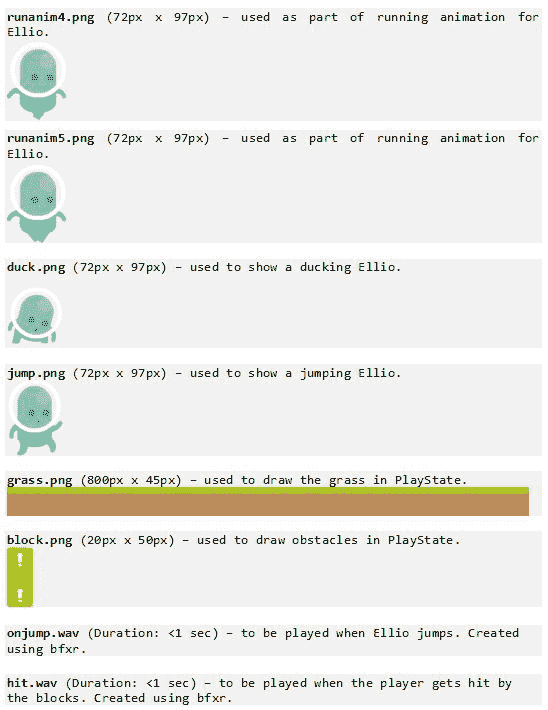 runanim4.png (72px x 97px) – used as part of running animation for
Ellio.
runanim5.png (72px x 97px) – used as part of running animation for
Ellio.
duck.png (72px x 97px) – used to show a ducking Ellio.
jump.png (72px x 97px) – used to show a jumping Ellio.
grass.png (800px x 45px) – used to draw the grass in PlayState.
block.png (20px x 50px) – used to draw obstacles in PlayState.
!
!
onjump.wav (Duration: <1 sec) – to be played when Ellio jumps. Created
using bfxr.
hit.wav (Duration: <1 sec) – to be played when the player gets hit by
the blocks. Created using bfxr.